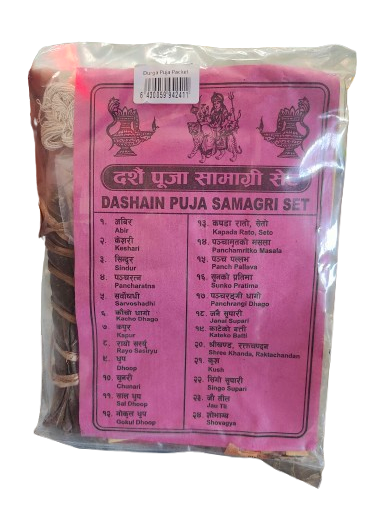 Durga Puja Packet
6 430059 942411
दशैं पूजा सामाग्री सेट
DASHAIN PUJA SAMAGRI SET
१. अबिर
Abir
२. केशरी
Keshari
३. सिन्दुर
Sindur
४. पञ्चरत्न
Pancharatna
५. सर्वोषधी
Sarvoshadhi
६. काँचो धागो
Kacho Dhago
७. कपुर
Kapur
८. रायो सस्यूं
Rayo Sasiryu
९. धुप
Dhoop
१०. चुनरी
Chunari
११. साल धुप
Sal Dhoop
१२. गोकुल धुप
Gokul Dhoop
१३. कपडा रातो, सेतो
Kapada Rato, Seto
१४. पञ्चामृतको मसला
Panchamritko Masala
१५. पञ्च पल्लभ
Panch Pallava
१६. सुनको प्रतिमा
Sunko Pratima
१७. पञ्चरङ्गी धागो
Panchrangi Dhago
१८. जनै सुपारी
Janai Supari
१९. काटेको बत्ती
Kateko Batti
२०. श्रीखण्ड, रक्तचन्दन
Shree Khanda, Raktachandan
२१. कुश
Kush
२२. सिंगो सुपारी
Singo Supari
२३. जौ तील
Jau Til
२४. शोभाग्य
Shovagya